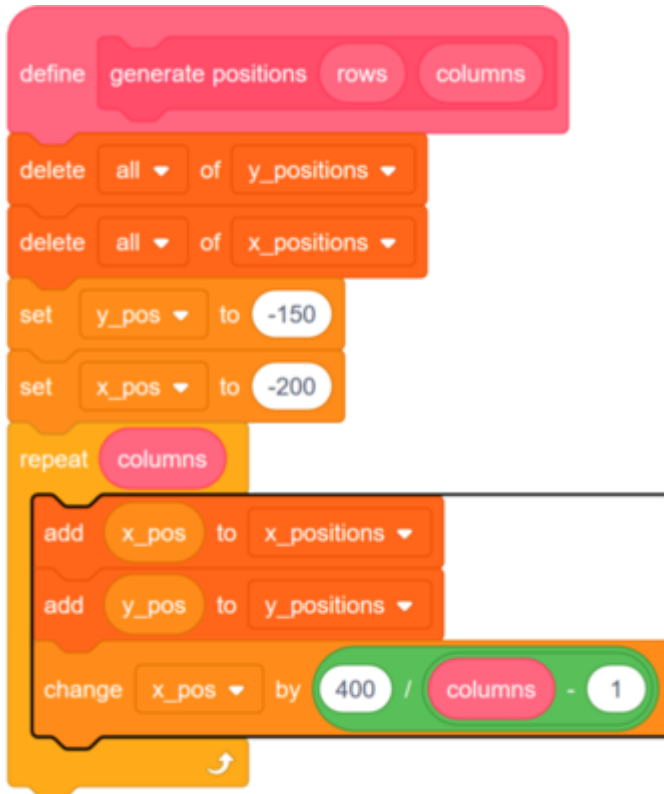 define generate positions rows columns
delete all of y_positions
delete all of x_positions
set y_pos to -150
set x_pos to -200
repeat columns
add x_pos to x_positions
add y_pos to y_positions
change x_pos by 400 / columns - 1